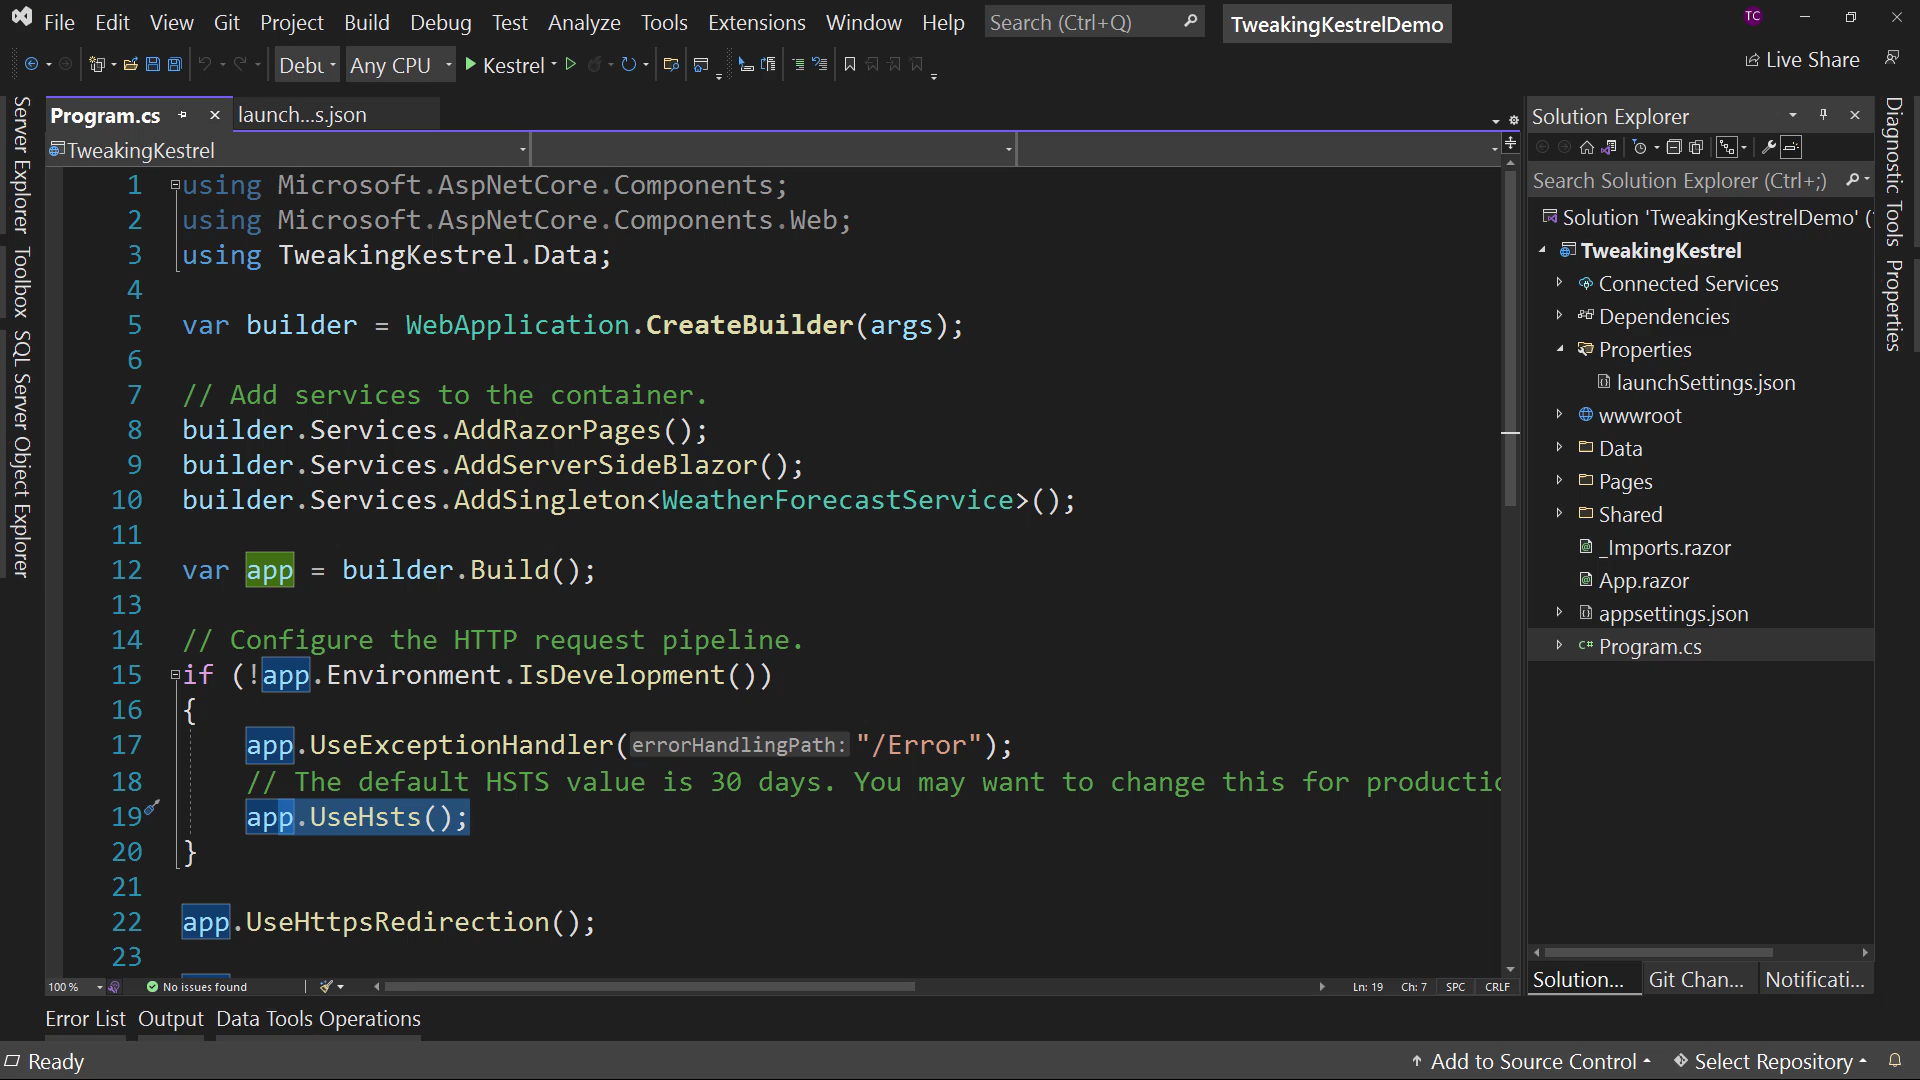 File Edit View Git Project Build Debug Test Analyze Tools Extensions Window Help Search (Ctrl+Q) TweakingKestrelDemo TC
Debu Any CPU Kestrel Live Share
Server Explorer
Toolbox
SQL Server Object Explorer
Program.cs launch...s.json
TweakingKestrel
1 using Microsoft.AspNetCore.Components;
2 using Microsoft.AspNetCore.Components.Web;
3 using TweakingKestrel.Data;
4
5 var builder = WebApplication.CreateBuilder(args);
6
7 // Add services to the container.
8 builder.Services.AddRazorPages();
9 builder.Services.AddServerSideBlazor();
10 builder.Services.AddSingleton<WeatherForecastService>();
11
12 var app = builder.Build();
13
14 // Configure the HTTP request pipeline.
15 if (!app.Environment.IsDevelopment())
16 {
17 app.UseExceptionHandler(errorHandlingPath: "/Error");
18 // The default HSTS value is 30 days. You may want to change this for productio
19 app.UseHsts();
20 }
21
22 app.UseHttpsRedirection();
23
100 % No issues found Ln: 19 Ch: 7 SPC CRLF
Solution Explorer
Search Solution Explorer (Ctrl+;)
Solution 'TweakingKestrelDemo' (
TweakingKestrel
Connected Services
Dependencies
Properties
launchSettings.json
wwwroot
Data
Pages
Shared
_Imports.razor
App.razor
appsettings.json
C# Program.cs
Solution... Git Chan... Notificati...
Diagnostic Tools
Properties
Error List Output Data Tools Operations
Ready Add to Source Control Select Repository